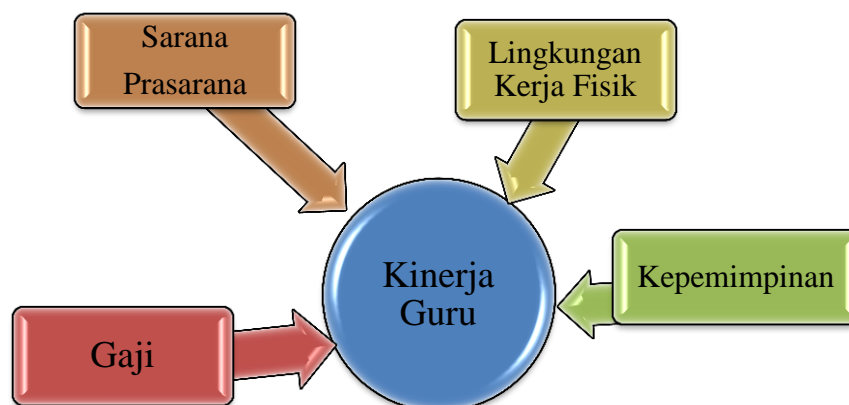 Sarana
Prasarana
Lingkungan
Kerja Fisik
Kinerja
Guru
Kepemimpinan
Gaji